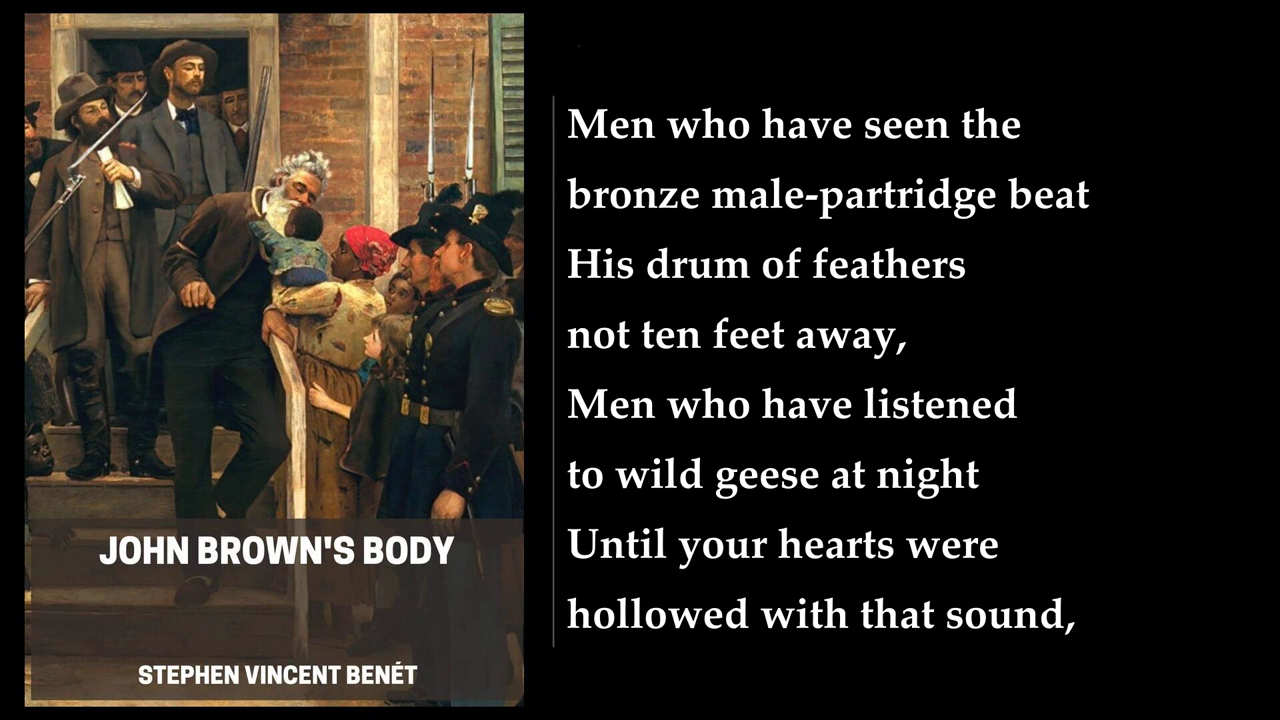 JOHN BROWN'S BODY
STEPHEN VINCENT BENÉT
Men who have seen the
bronze male-partridge beat
His drum of feathers
not ten feet away,
Men who have listened
to wild geese at night
Until your hearts were
hollowed with that sound,